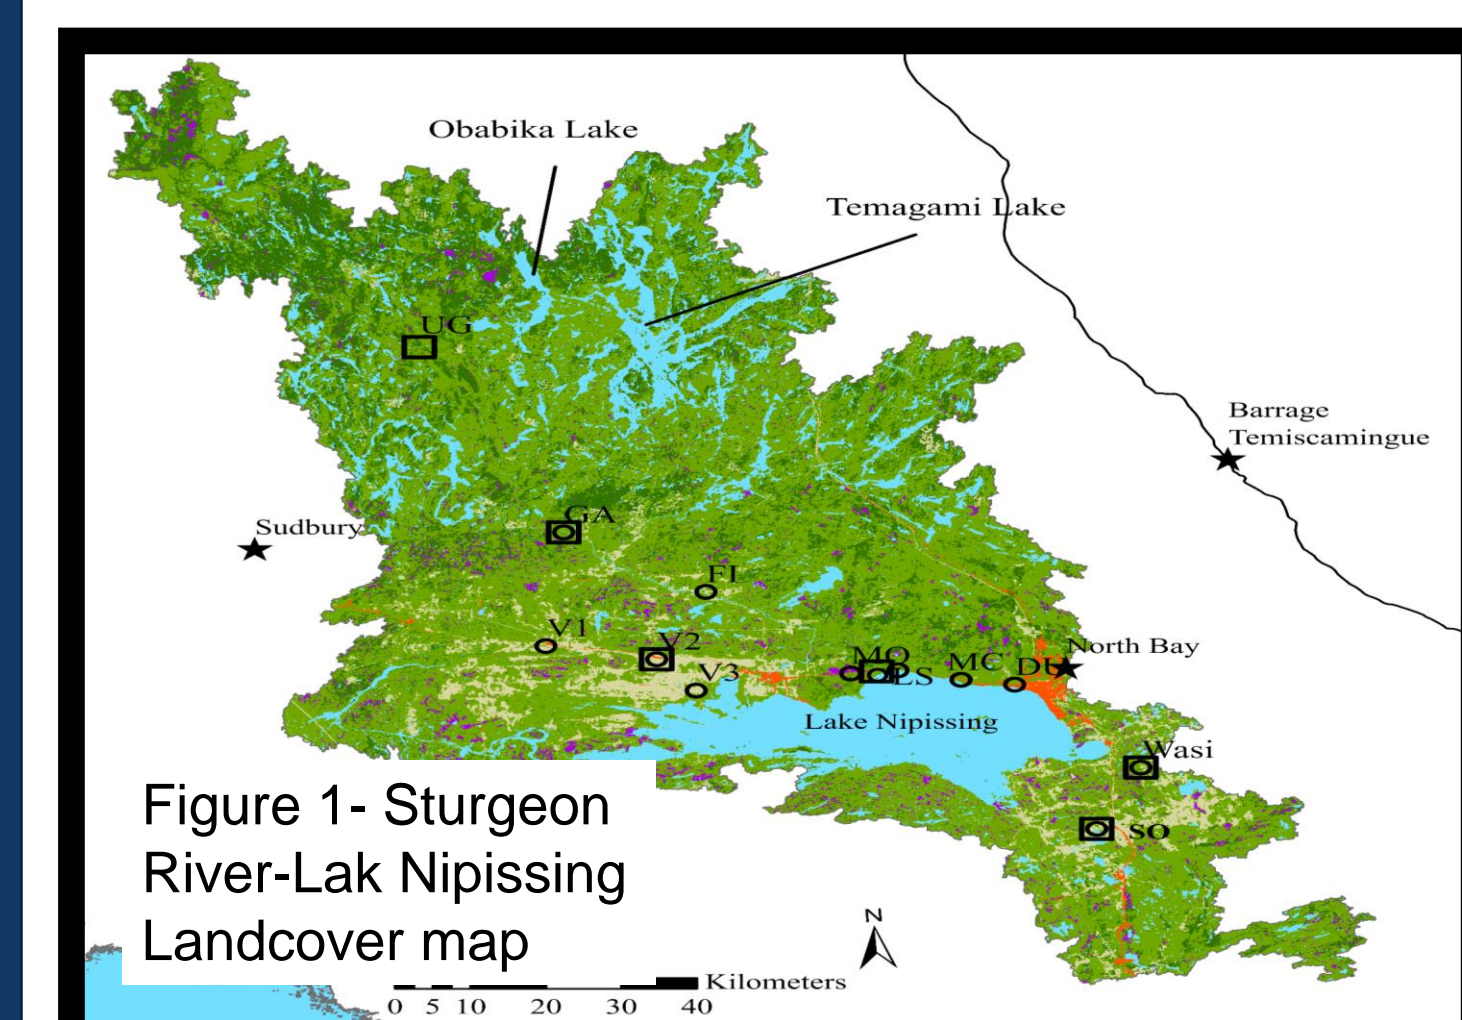 Obabika Lake
Temagami Lake
UG
Barrage
Temiscamingue
Sudbury
GA
FI
V1
V2
V3
MO
LS
MC
DU
North Bay
Lake Nipissing
Wasi
SO
Figure 1- Sturgeon
River-Lak Nipissing
Landcover map
N
Kilometers
0 5 10 20 30 40